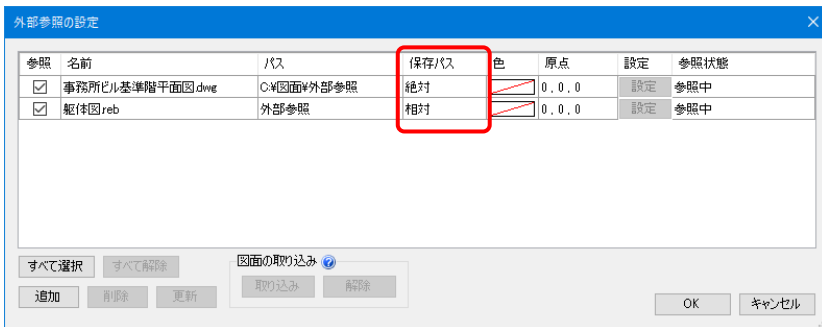 外部参照の設定
参照 名前 パス 保存パス 色 原点 設定 参照状態
事務所ビル基準階平面図.dwg C:¥図面¥外部参照 絶対 0, 0, 0 設定 参照中
躯体図.reb 外部参照 相対 0, 0, 0 設定 参照中
すべて選択 すべて解除 図面の取り込み
取り込み 解除
追加 削除 更新
OK キャンセル